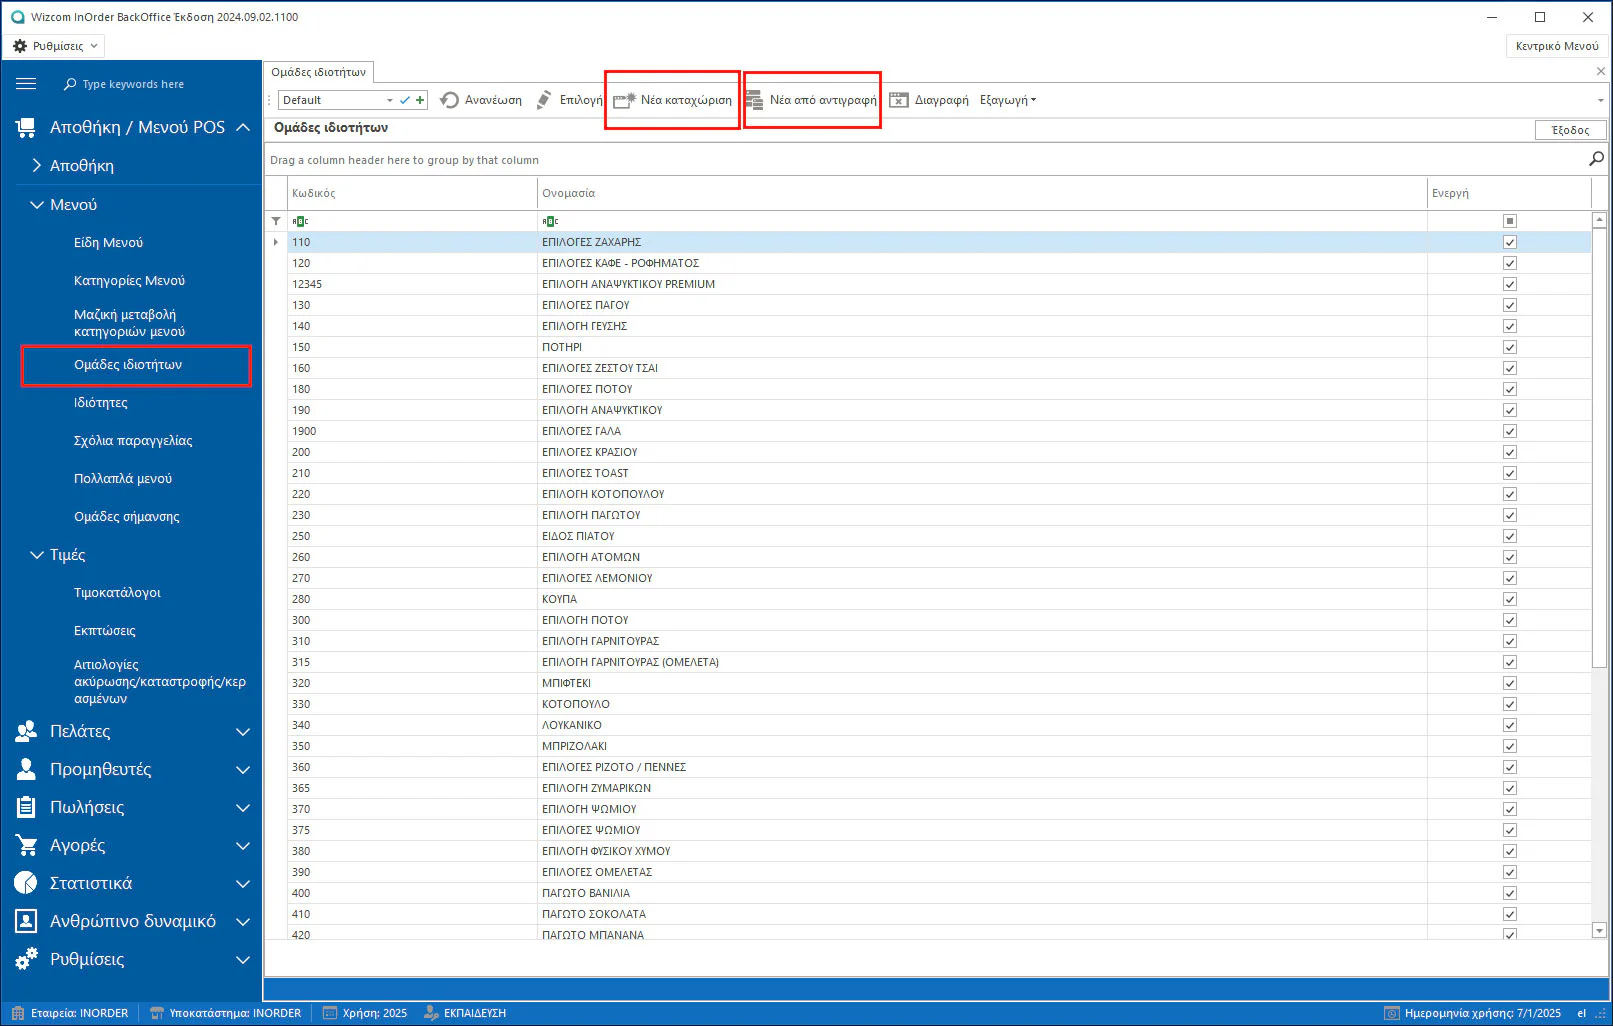 Wizcom InOrder BackOffice Έκδοση 2024.09.02.1100
Ρυθμίσεις
Κεντρικό Μενού
Type keywords here
Αποθήκη / Μενού POS
Αποθήκη
Μενού
Είδη Μενού
Κατηγορίες Μενού
Μαζική μεταβολή
κατηγοριών μενού
Ομάδες ιδιοτήτων
Ιδιότητες
Σχόλια παραγγελίας
Πολλαπλά μενού
Ομάδες σήμανσης
Τιμές
Τιμοκατάλογοι
Εκπτώσεις
Αιτιολογίες
ακύρωσης/καταστροφής/κερ
ασμένων
Πελάτες
Προμηθευτές
Πωλήσεις
Αγορές
Στατιστικά
Ανθρώπινο δυναμικό
Ρυθμίσεις
Ομάδες ιδιοτήτων
Default Ανανέωση Επιλογή Νέα καταχώριση Νέα από αντιγραφή Διαγραφή Εξαγωγή
Ομάδες ιδιοτήτων
Έξοδος
Drag a column header here to group by that column
Κωδικός Ονομασία Ενεργή
ABC ABC
110 ΕΠΙΛΟΓΕΣ ΖΑΧΑΡΗΣ
120 ΕΠΙΛΟΓΕΣ ΚΑΦΕ - ΡΟΦΗΜΑΤΟΣ
12345 ΕΠΙΛΟΓΗ ΑΝΑΨΥΚΤΙΚΟΥ PREMIUM
130 ΕΠΙΛΟΓΕΣ ΠΑΓΟΥ
140 ΕΠΙΛΟΓΗ ΓΕΥΣΗΣ
150 ΠΟΤΗΡΙ
160 ΕΠΙΛΟΓΕΣ ΖΕΣΤΟΥ ΤΣΑΙ
180 ΕΠΙΛΟΓΕΣ ΠΟΤΟΥ
190 ΕΠΙΛΟΓΗ ΑΝΑΨΥΚΤΙΚΟΥ
1900 ΕΠΙΛΟΓΕΣ ΓΑΛΑ
200 ΕΠΙΛΟΓΕΣ ΚΡΑΣΙΟΥ
210 ΕΠΙΛΟΓΕΣ TOAST
220 ΕΠΙΛΟΓΗ ΚΟΤΟΠΟΥΛΟΥ
230 ΕΠΙΛΟΓΗ ΠΑΓΩΤΟΥ
250 ΕΙΔΟΣ ΠΙΑΤΟΥ
260 ΕΠΙΛΟΓΗ ΑΤΟΜΩΝ
270 ΕΠΙΛΟΓΕΣ ΛΕΜΟΝΙΟΥ
280 ΚΟΥΠΑ
300 ΕΠΙΛΟΓΗ ΠΟΤΟΥ
310 ΕΠΙΛΟΓΗ ΓΑΡΝΙΤΟΥΡΑΣ
315 ΕΠΙΛΟΓΗ ΓΑΡΝΙΤΟΥΡΑΣ (ΟΜΕΛΕΤΑ)
320 ΜΠΙΦΤΕΚΙ
330 ΚΟΤΟΠΟΥΛΟ
340 ΛΟΥΚΑΝΙΚΟ
350 ΜΠΡΙΖΟΛΑΚΙ
360 ΕΠΙΛΟΓΕΣ ΡΙΖΟΤΟ / ΠΕΝΝΕΣ
365 ΕΠΙΛΟΓΗ ΖΥΜΑΡΙΚΩΝ
370 ΕΠΙΛΟΓΗ ΨΩΜΙΟΥ
375 ΕΠΙΛΟΓΕΣ ΨΩΜΙΟΥ
380 ΕΠΙΛΟΓΗ ΦΥΣΙΚΟΥ ΧΥΜΟΥ
390 ΕΠΙΛΟΓΕΣ ΟΜΕΛΕΤΑΣ
400 ΠΑΓΩΤΟ ΒΑΝΙΛΙΑ
410 ΠΑΓΩΤΟ ΣΟΚΟΛΑΤΑ
420 ΠΑΓΩΤΟ ΜΠΑΝΑΝΑ
Εταιρεία: INORDER Υποκατάστημα: INORDER Χρήση: 2025 ΕΚΠΑΙΔΕΥΣΗ Ημερομηνία χρήσης: 7/1/2025 el